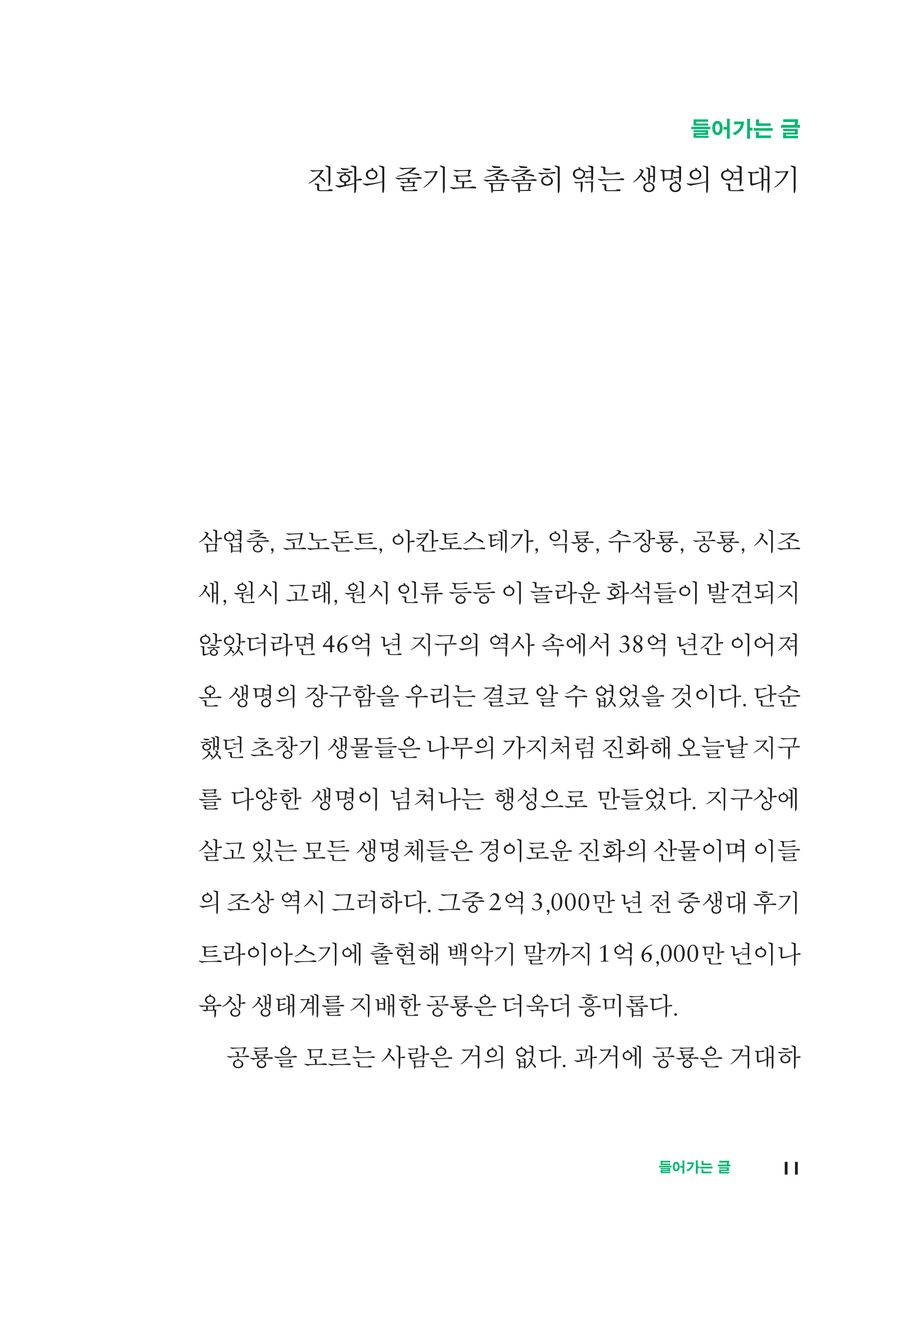 들어가는 글
진화의 줄기로 촘촘히 엮는 생명의 연대기
삼엽충, 코노돈트, 아칸토스테가, 익룡, 수장룡, 공룡, 시조
새, 원시 고래, 원시 인류 등등 이 놀라운 화석들이 발견되지
않았더라면 46억 년 지구의 역사 속에서 38억 년간 이어져
온 생명의 장구함을 우리는 결코 알 수 없었을 것이다. 단순
했던 초창기 생물들은 나무의 가지처럼 진화해 오늘날 지구
를 다양한 생명이 넘쳐나는 행성으로 만들었다. 지구상에
살고 있는 모든 생명체들은 경이로운 진화의 산물이며 이들
의 조상 역시 그러하다. 그중 2억 3,000만 년 전 중생대 후기
트라이아스기에 출현해 백악기 말까지 1억 6,000만 년이나
육상 생태계를 지배한 공룡은 더욱더 흥미롭다.
공룡을 모르는 사람은 거의 없다. 과거에 공룡은 거대하
들어가는 글 11